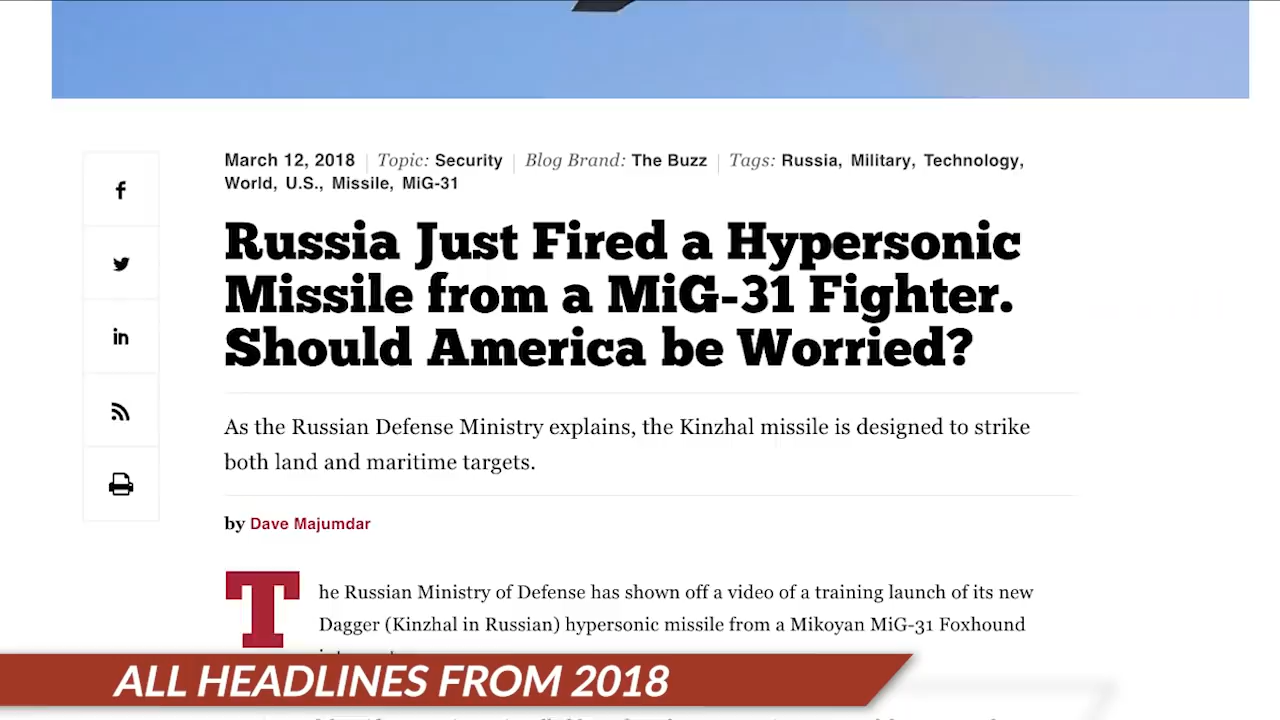 March 12, 2018 | Topic: Security | Blog Brand: The Buzz | Tags: Russia, Military, Technology,
World, U.S., Missile, MiG-31
Russia Just Fired a Hypersonic
Missile from a MiG-31 Fighter.
Should America be Worried?
As the Russian Defense Ministry explains, the Kinzhal missile is designed to strike
both land and maritime targets.
by Dave Majumdar
The Russian Ministry of Defense has shown off a video of a training launch of its new
Dagger (Kinzhal in Russian) hypersonic missile from a Mikoyan MiG-31 Foxhound
ALL HEADLINES FROM 2018